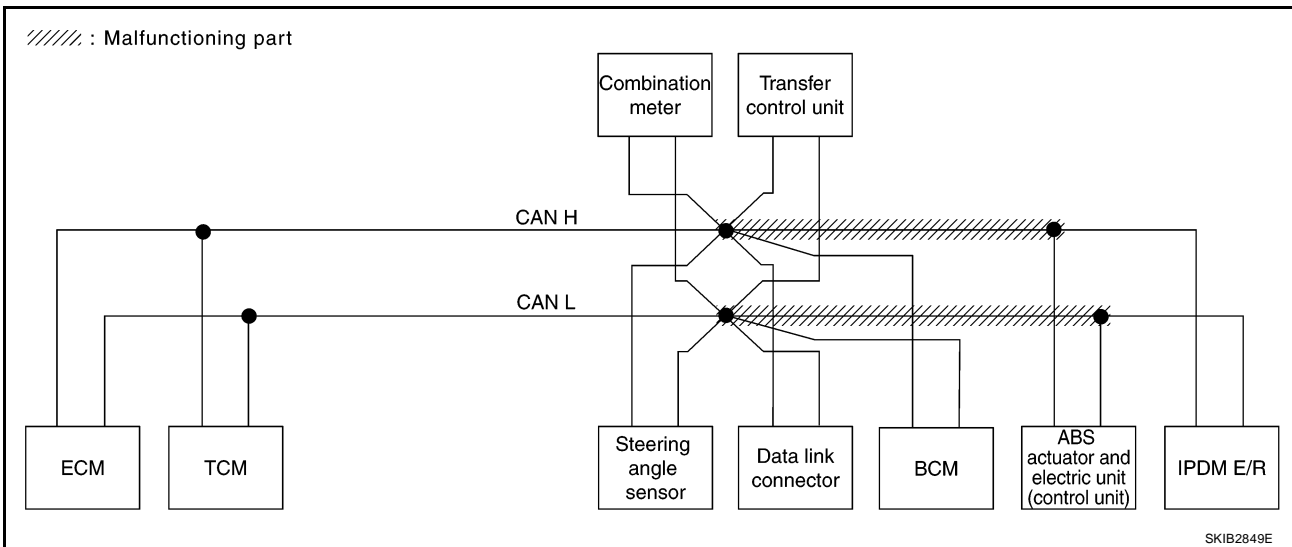 : Malfunctioning part
Combination
meter
Transfer
control unit
CAN H
CAN L
ECM
TCM
Steering
angle
sensor
Data link
connector
BCM
ABS
actuator and
electric unit
(control unit)
IPDM E/R
SKIB2849E